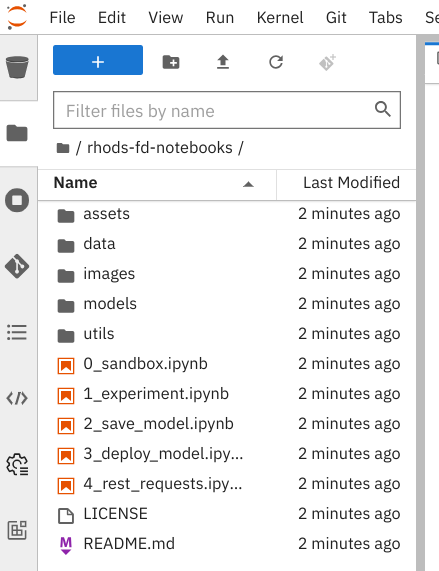 File Edit View Run Kernel Git Tabs Se
+
Filter files by name
/ rhods-fd-notebooks /
Name Last Modified
assets 2 minutes ago
data 2 minutes ago
images 2 minutes ago
models 2 minutes ago
utils 2 minutes ago
0_sandbox.ipynb 2 minutes ago
1_experiment.ipynb 2 minutes ago
2_save_model.ipynb 2 minutes ago
3_deploy_model.ipy... 2 minutes ago
4_rest_requests.ipy... 2 minutes ago
LICENSE 2 minutes ago
M README.md 2 minutes ago